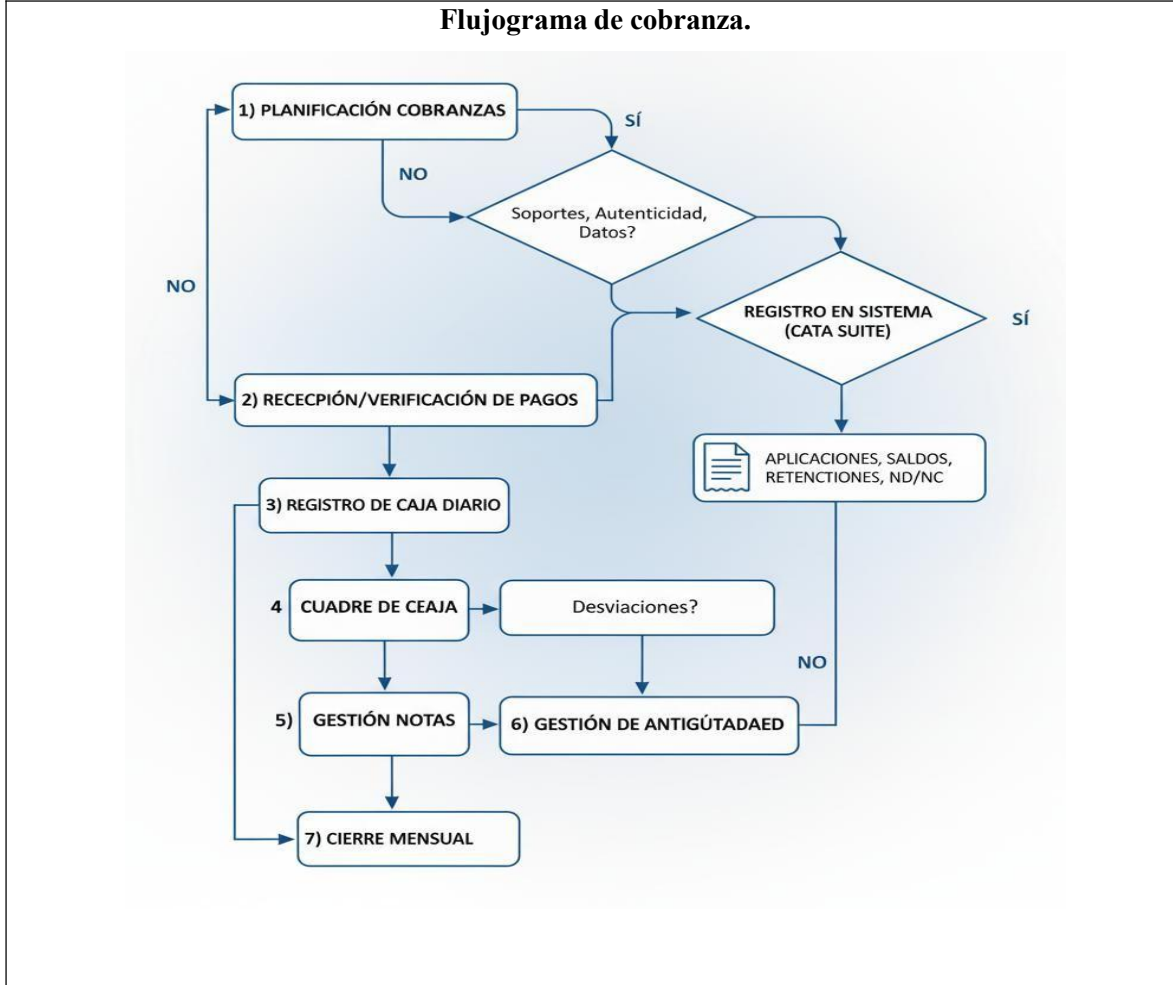 Flujograma de cobranza.
1) PLANIFICACIÓN COBRANZAS
SÍ
NO
Soportes, Autenticidad,
Datos?
NO
REGISTRO EN SISTEMA
(CATA SUITE)
SÍ
2) RECECPIÓN/VERIFICACIÓN DE PAGOS
APLICACIONES, SALDOS,
RETENCTIONES, ND/NC
3) REGISTRO DE CAJA DIARIO
4
CUADRE DE CEAJA
Desviaciones?
NO
5)
GESTIÓN NOTAS
6) GESTIÓN DE ANTIGÚTADAED
7) CIERRE MENSUAL